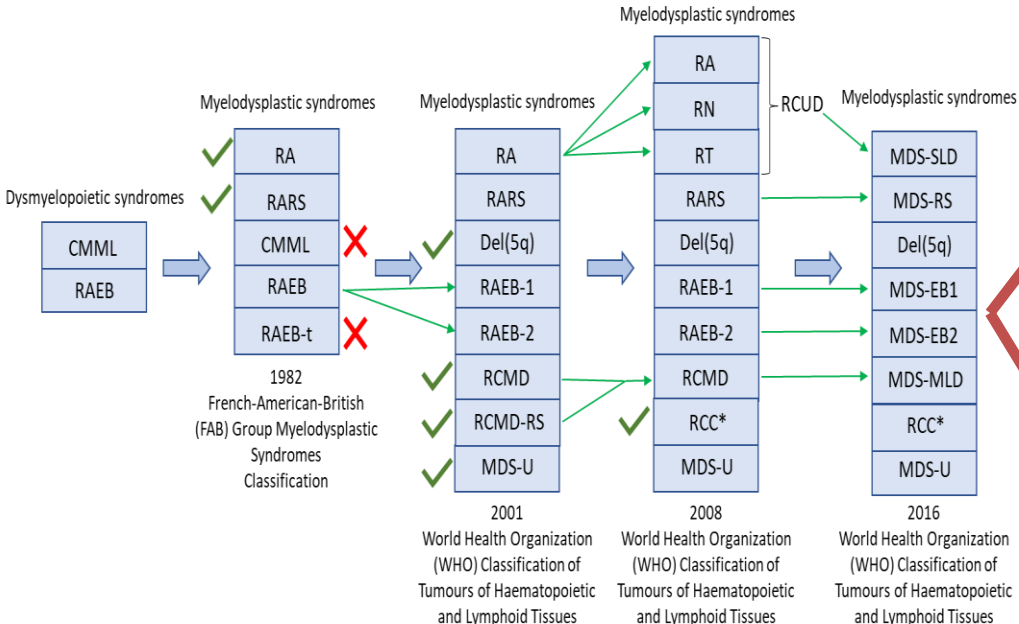 Dysmyelopoietic syndromes
CMML
RAEB
Myelodysplastic syndromes
RA
RARS
CMML
RAEB
RAEB-t
1982
French-American-British
(FAB) Group Myelodysplastic
Syndromes
Classification
Myelodysplastic syndromes
RA
RARS
Del(5q)
RAEB-1
RAEB-2
RCMD
RCMD-RS
MDS-U
2001
World Health Organization
(WHO) Classification of
Tumours of Haematopoietic
and Lymphoid Tissues
Myelodysplastic syndromes
RA
RN
RT
RCUD
RARS
Del(5q)
RAEB-1
RAEB-2
RCMD
RCC*
MDS-U
2008
World Health Organization
(WHO) Classification of
Tumours of Haematopoietic
and Lymphoid Tissues
Myelodysplastic syndromes
MDS-SLD
MDS-RS
Del(5q)
MDS-EB1
MDS-EB2
MDS-MLD
RCC*
MDS-U
2016
World Health Organization
(WHO) Classification of
Tumours of Haematopoietic
and Lymphoid Tissues